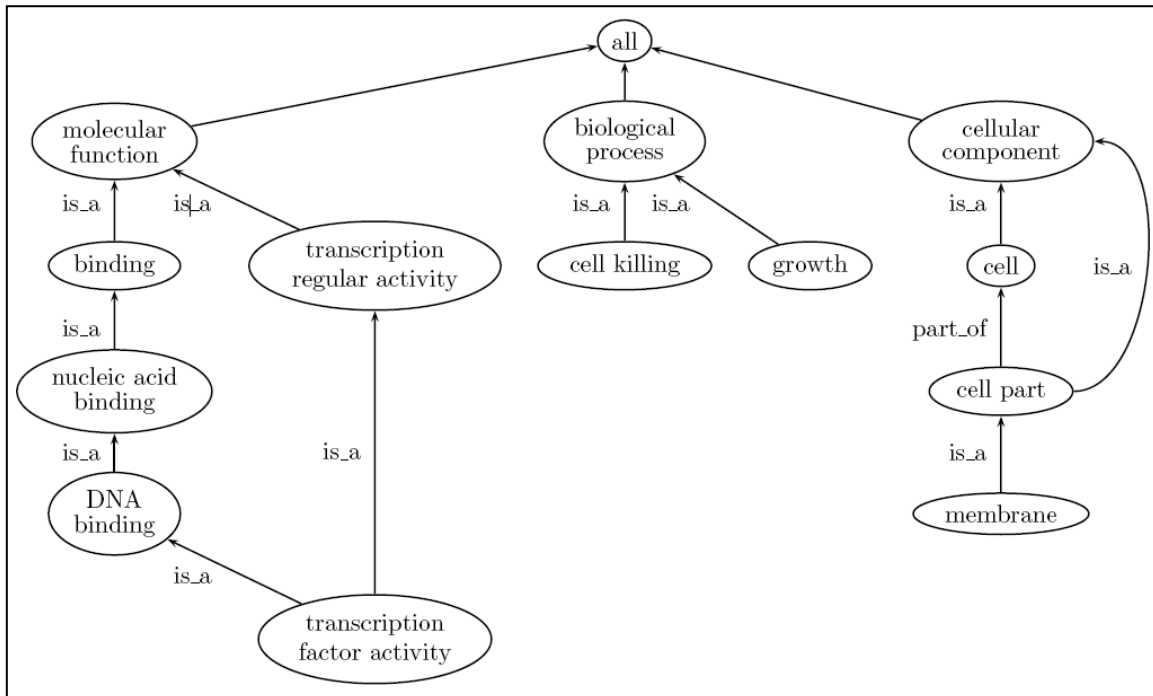 all
molecular
function
biological
process
cellular
component
is_a
is_a
is_a
is_a
is_a
binding
transcription
regular activity
cell killing
growth
cell
is_a
is_a
part_of
nucleic acid
binding
cell part
is_a
is_a
is_a
DNA
binding
membrane
is_a
transcription
factor activity